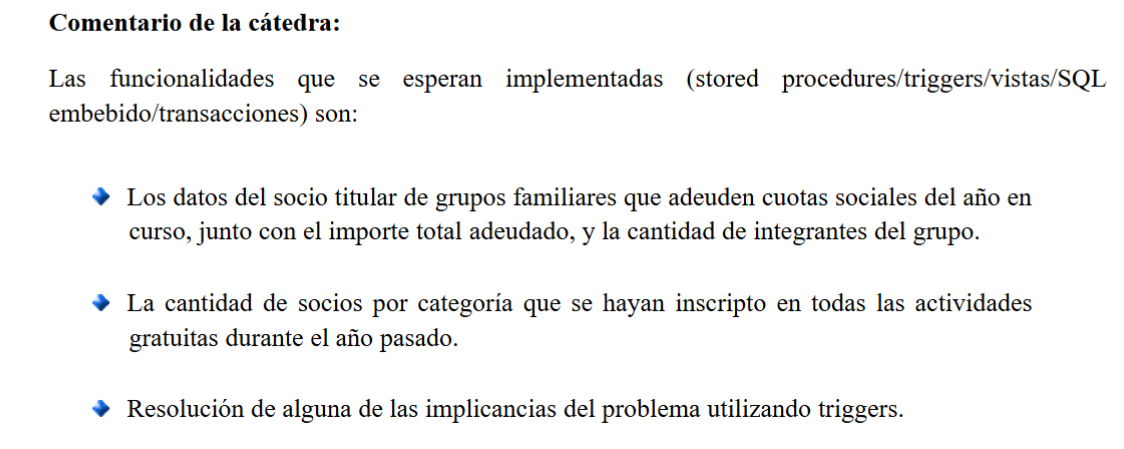 Comentario de la cátedra:
Las funcionalidades que se esperan implementadas (stored procedures/triggers/vistas/SQL
embebido/transacciones) son:
Los datos del socio titular de grupos familiares que adeuden cuotas sociales del año en
curso, junto con el importe total adeudado, y la cantidad de integrantes del grupo.
La cantidad de socios por categoría que se hayan inscripto en todas las actividades
gratuitas durante el año pasado.
Resolución de alguna de las implicancias del problema utilizando triggers.